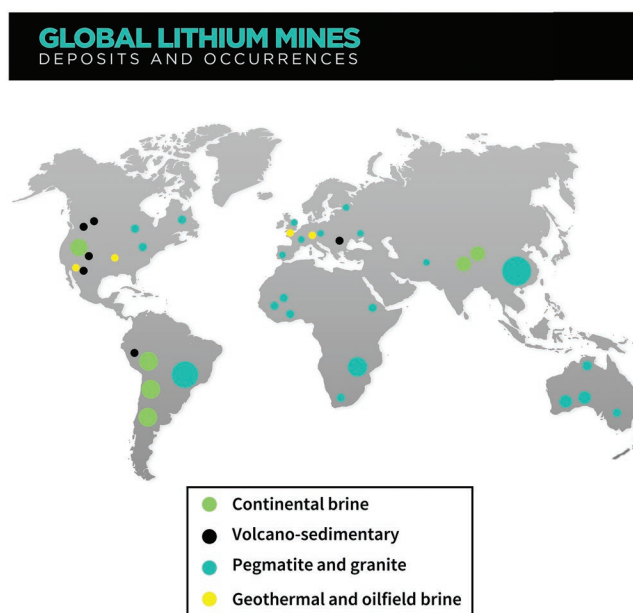 GLOBAL LITHIUM MINES
DEPOSITS AND OCCURRENCES
Continental brine
Volcano-sedimentary
Pegmatite and granite
Geothermal and oilfield brine